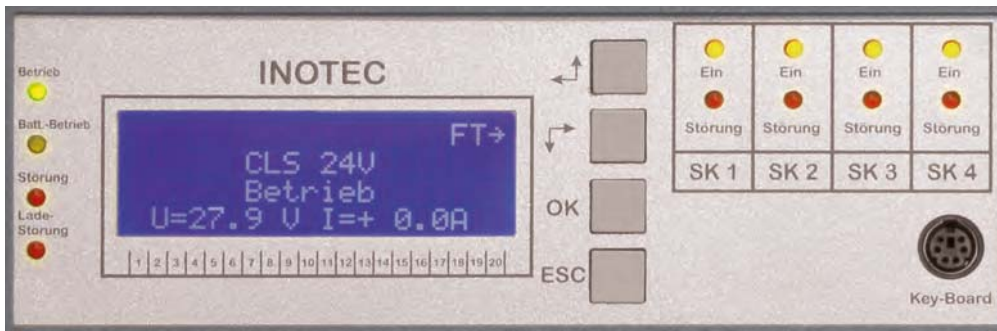 Betrieb
Batt.-Betrieb
Störung
Lade-
Störung
INOTEC
FT→
CLS 24V
Betrieb
U=27.9 V I=+ 0.0A
1 2 3 4 5 6 7 8 9 10 11 12 13 14 15 16 17 18 19 20
OK
ESC
Ein Ein Ein Ein
Störung Störung Störung Störung
SK 1 SK 2 SK 3 SK 4
Key-Board